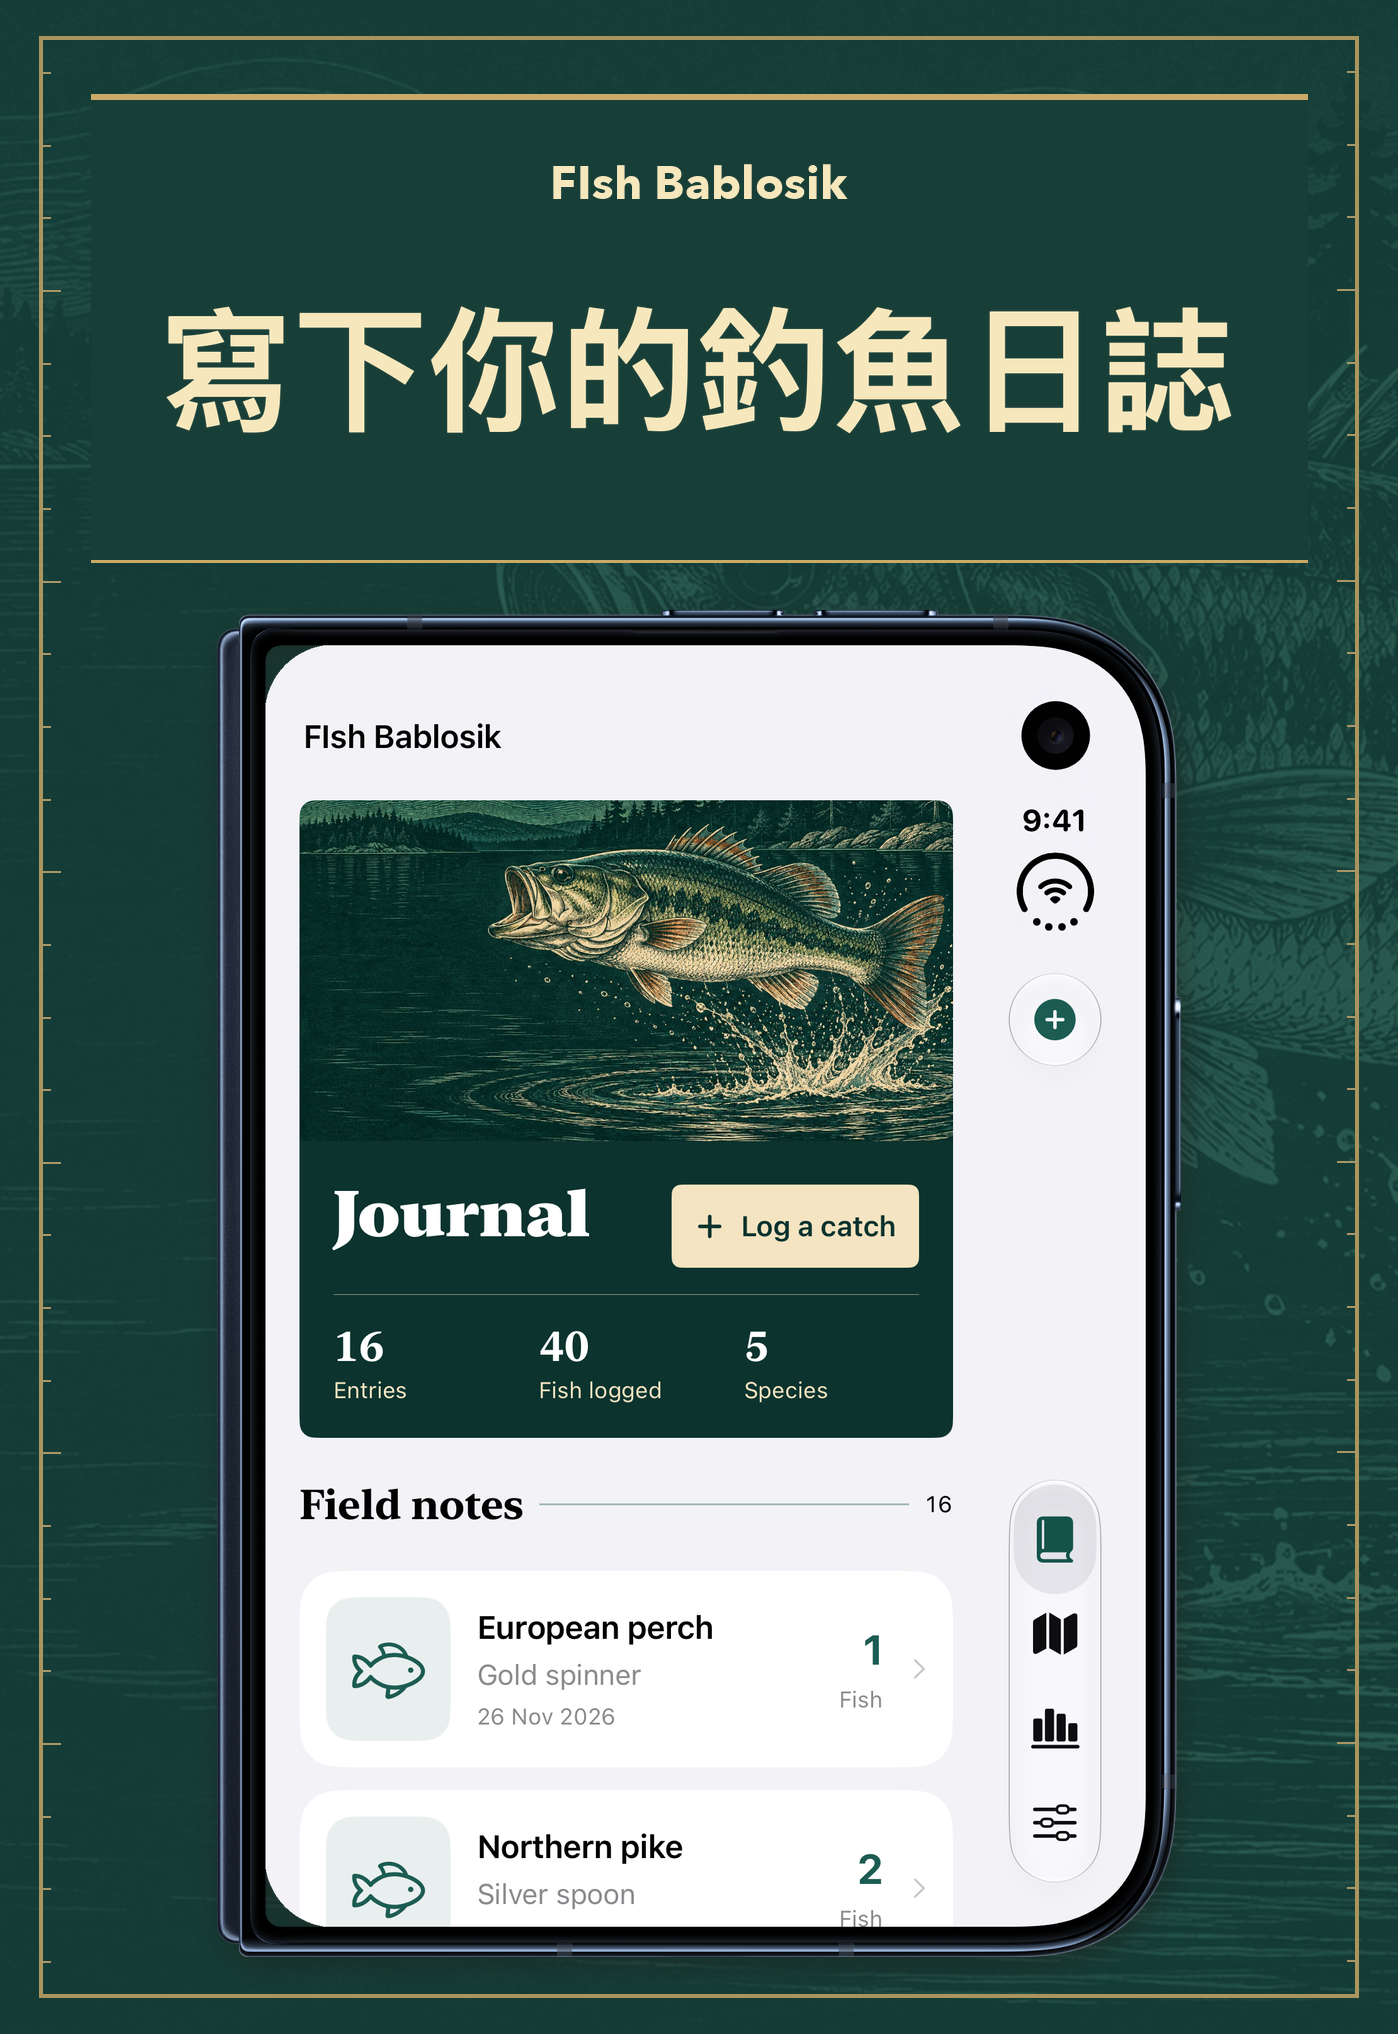 FIsh Bablosik
寫下你的釣魚日誌
FIsh Bablosik
9:41
Journal
+ Log a catch
16
Entries
40
Fish logged
5
Species
Field notes
16
European perch
Gold spinner
26 Nov 2026
1
Fish
Northern pike
Silver spoon
2
Fish